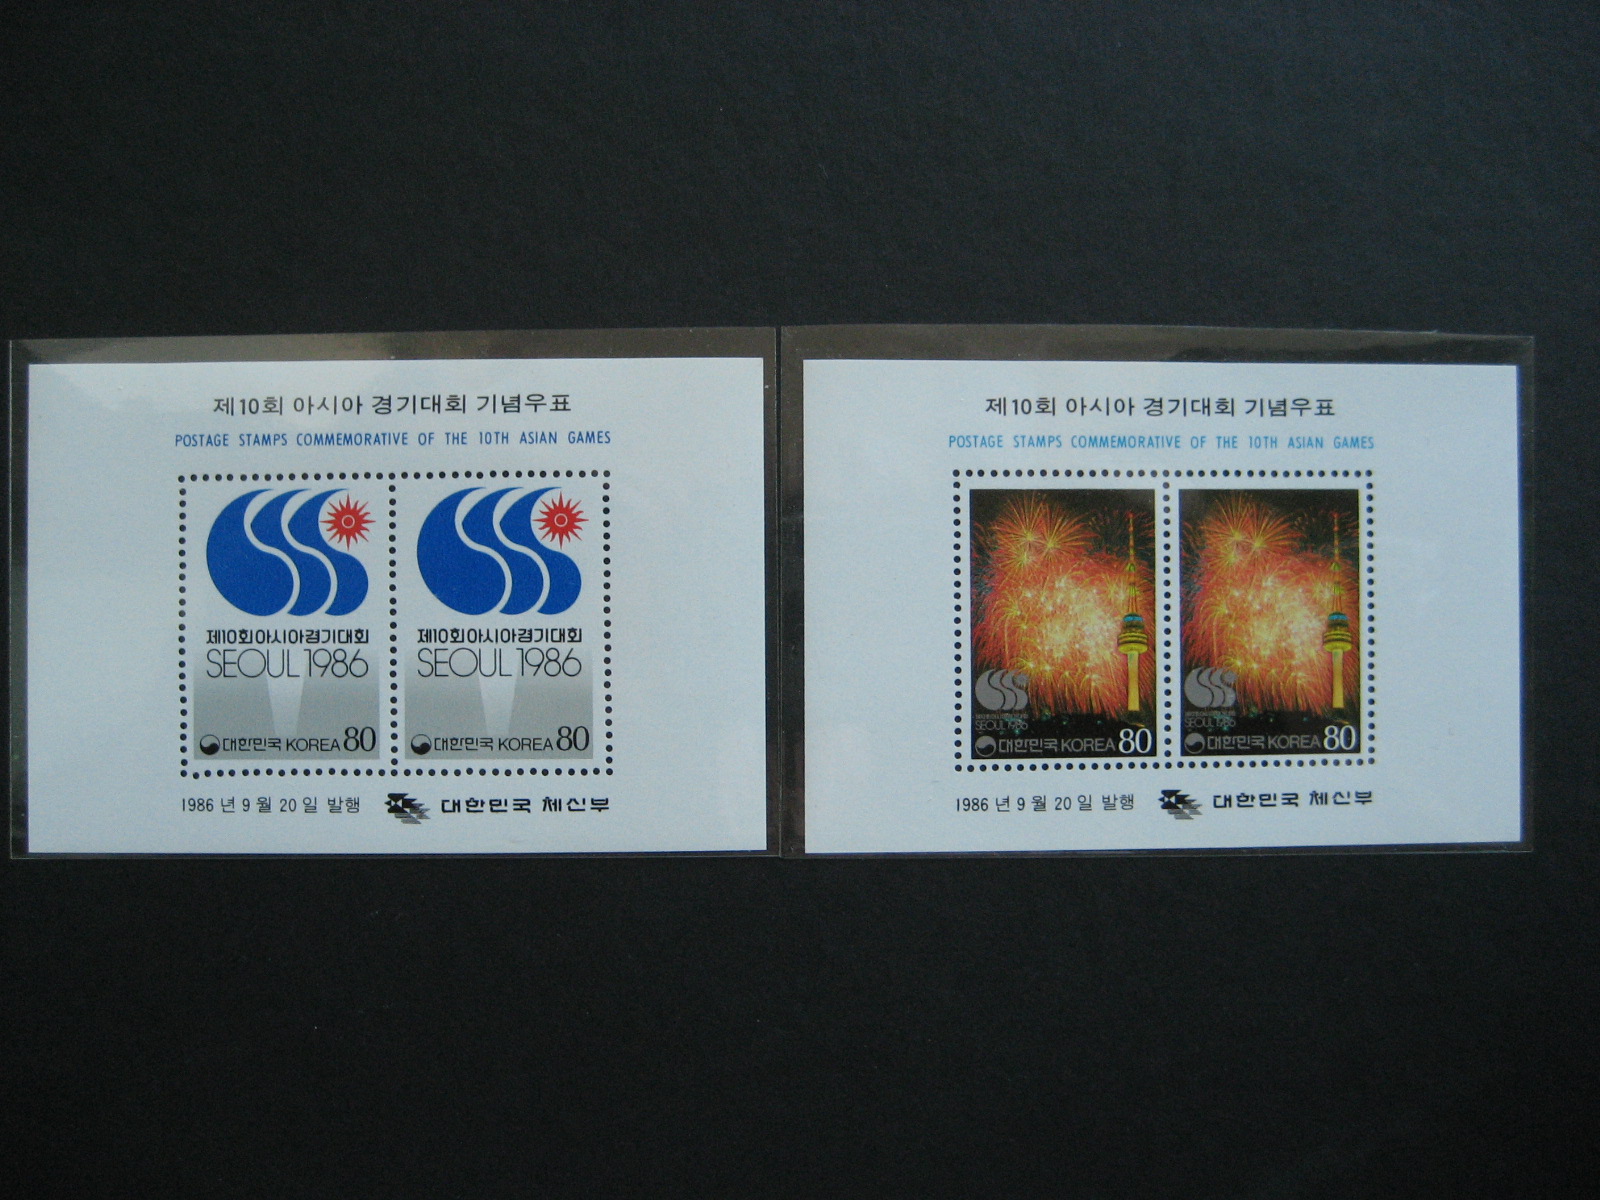 제10회 아시아 경기대회 기념우표
POSTAGE STAMPS COMMEMORATIVE OF THE 10TH ASIAN GAMES
제10회아시아경기대회
SEOUL 1986
대한민국 KOREA 80
제10회아시아경기대회
SEOUL 1986
대한민국 KOREA 80
1986 년 9 월 20 일 발행 대한민국 체신부
제10회 아시아 경기대회 기념우표
POSTAGE STAMPS COMMEMORATIVE OF THE 10TH ASIAN GAMES
SEOUL 1986
대한민국 KOREA 80
SEOUL 1986
대한민국 KOREA 80
1986 년 9 월 20 일 발행 대한민국 체신부